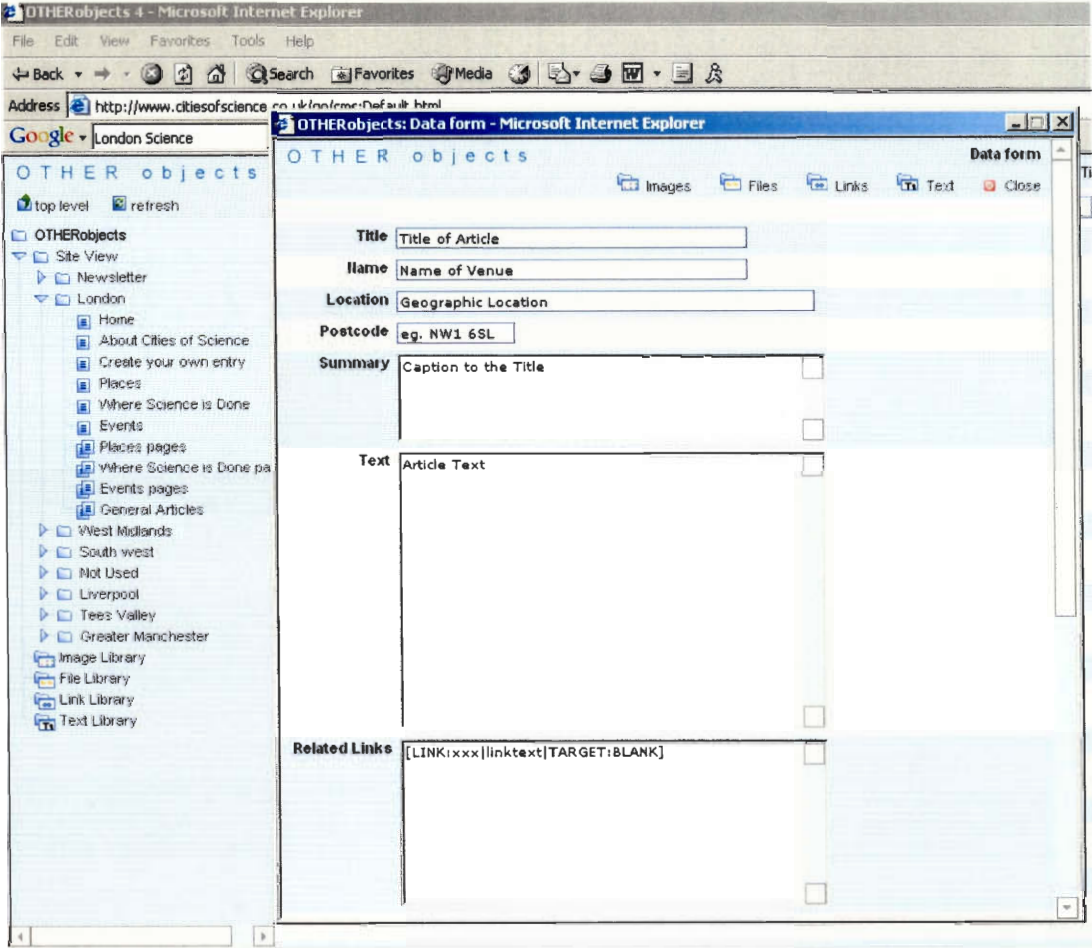 OTHERobjects 4 - Microsoft Internet Explorer
File Edit View Favorites Tools Help
Back Search Favorites Media
Address http://www.citiesofscience.co.uk/go/cms:Default.html
Google London Science
OTHER objects
top level refresh
OTHERobjects
Site View
Newsletter
London
Home
About Cities of Science
Create your own entry
Places
Where Science is Done
Events
Places pages
Where Science is Done pa
Events pages
General Articles
West Midlands
South west
Not Used
Liverpool
Tees Valley
Greater Manchester
Image Library
File Library
Link Library
Text Library
OTHERobjects: Data form - Microsoft Internet Explorer
OTHER objects
Data form
Images Files Links Text Close
Title Title of Article
Name Name of Venue
Location Geographic Location
Postcode eg. NW1 6SL
Summary Caption to the Title
Text Article Text
Related Links [LINK:xxx|linktext|TARGET:BLANK]